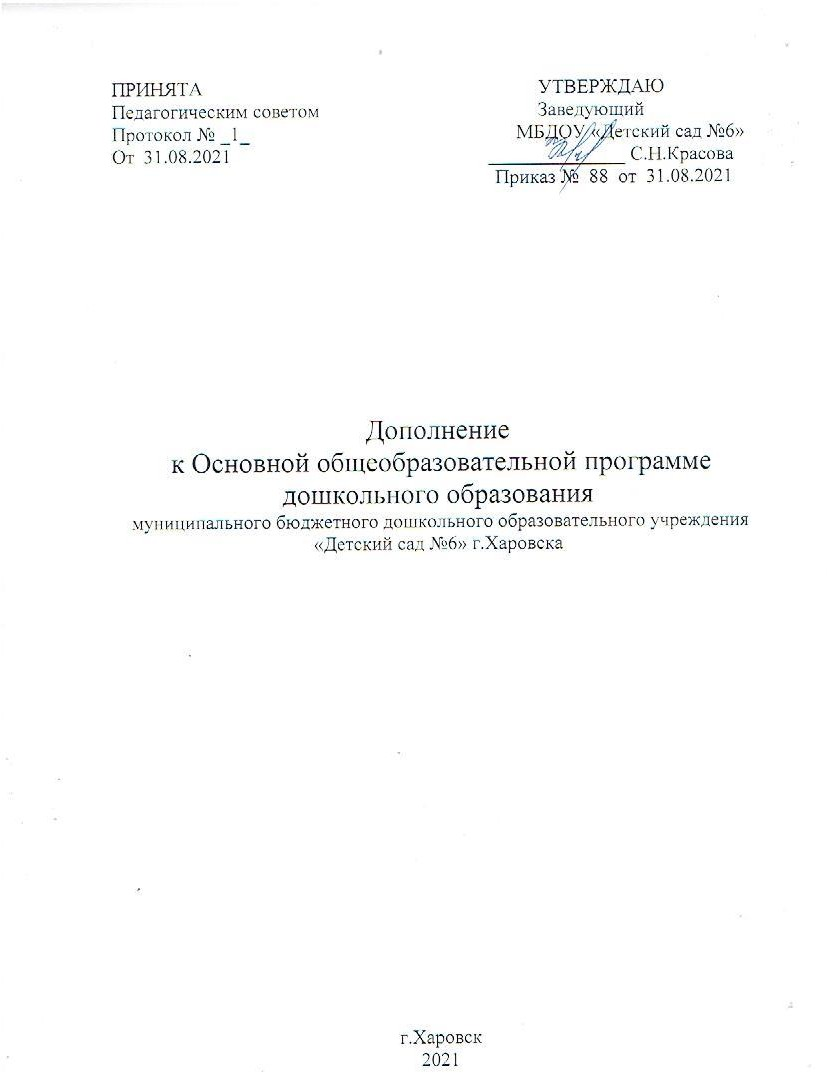 ПРИНЯТА
Педагогическим советом
Протокол № _1_
От 31.08.2021
УТВЕРЖДАЮ
Заведующий
МБДОУ «Детский сад №6»
______________ С.Н.Красова
Приказ № 88 от 31.08.2021
Дополнение
к Основной общеобразовательной программе
дошкольного образования
муниципального бюджетного дошкольного образовательного учреждения
«Детский сад №6» г.Харовска
г.Харовск
2021